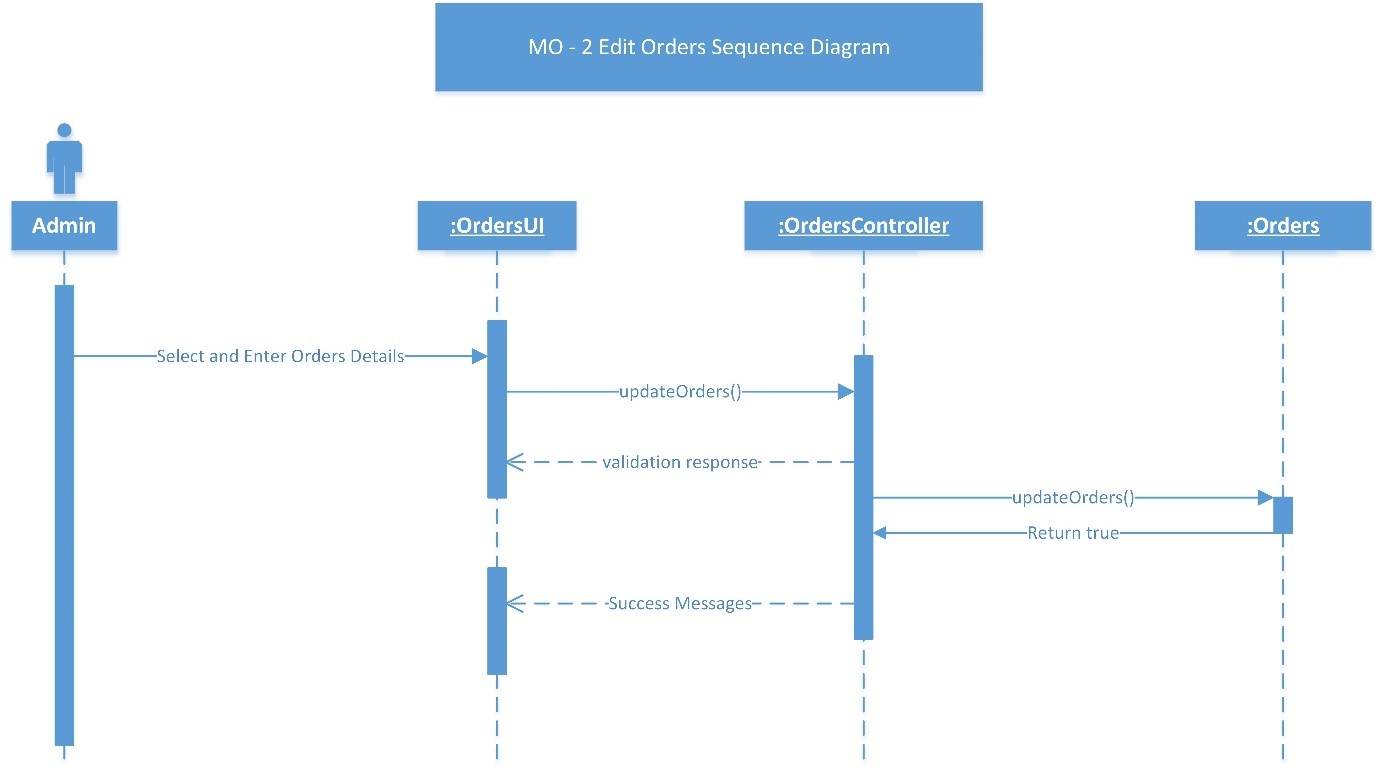 MO - 2 Edit Orders Sequence Diagram
Admin
:OrdersUI
:OrdersController
:Orders
Select and Enter Orders Details
updateOrders()
validation response
updateOrders()
Return true
Success Messages